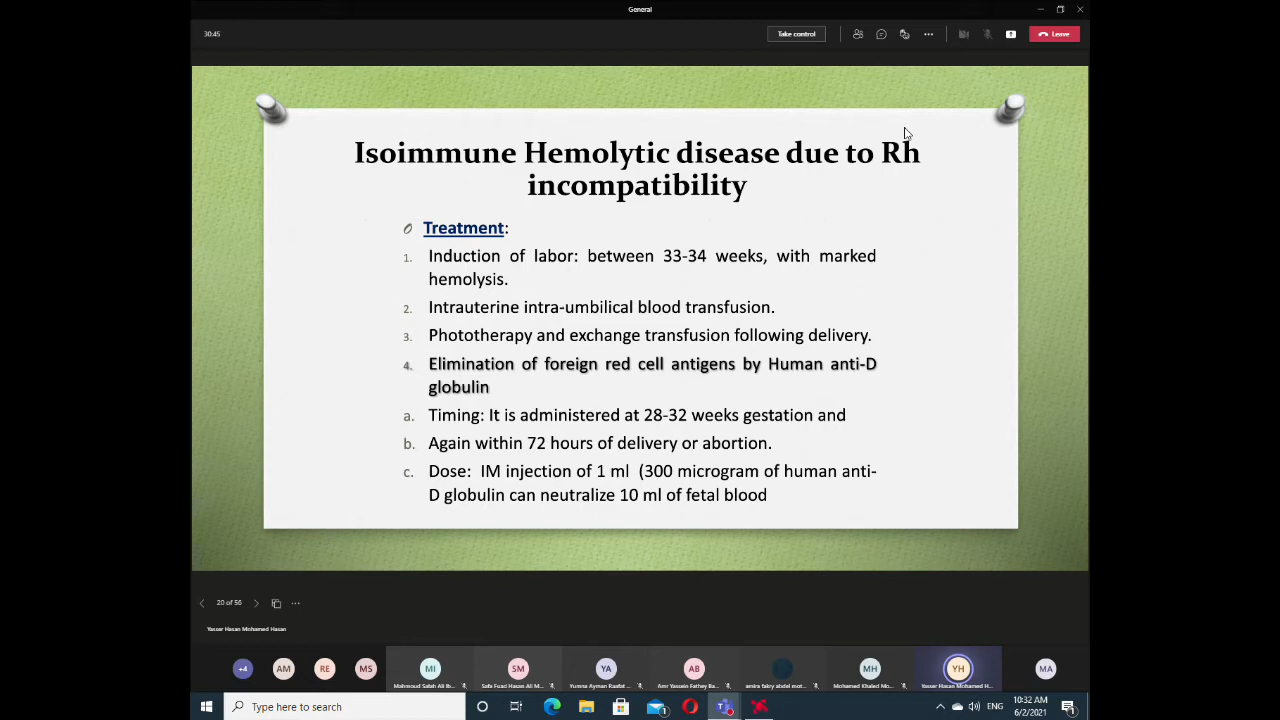 General
30:45
Take control
Leave
Isoimmune Hemolytic disease due to Rh
incompatibility
Treatment:
1. Induction of labor: between 33-34 weeks, with marked
hemolysis.
2. Intrauterine intra-umbilical blood transfusion.
3. Phototherapy and exchange transfusion following delivery.
4. Elimination of foreign red cell antigens by Human anti-D
globulin
a. Timing: It is administered at 28-32 weeks gestation and
b. Again within 72 hours of delivery or abortion.
c. Dose: IM injection of 1 ml (300 microgram of human anti-
D globulin can neutralize 10 ml of fetal blood
20 of 56
Yasser Hasan Mohamed Hasan
+4 AM RE MS MI SM YA AB MH YH MA
Mahmoud Salah Ali Ib... Safa Fuad Hasan Ali M... Yumna Ayman Raafat ... Amr Yassein Fathey Ba... amira fakry abdel mot... Mohamed Khaled Mo... Yasser Hasan Mohamed H...
Type here to search
1
ENG
10:32 AM
6/2/2021
1